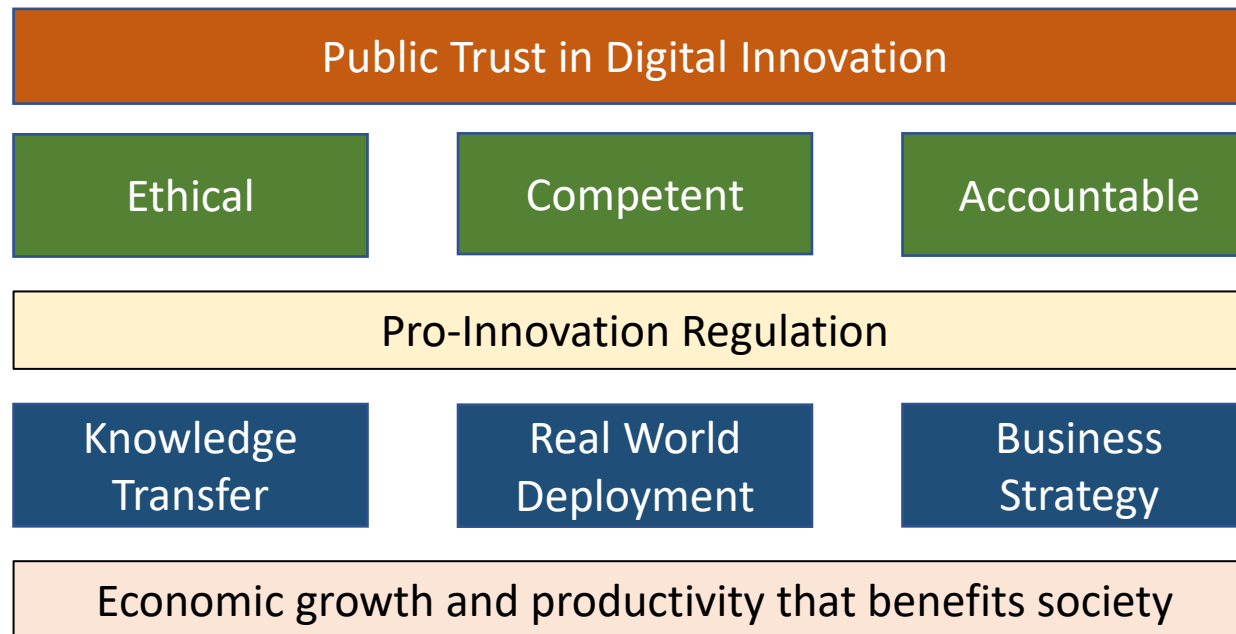 Public Trust in Digital Innovation
Ethical
Competent
Accountable
Pro-Innovation Regulation
Knowledge
Transfer
Real World
Deployment
Business
Strategy
Economic growth and productivity that benefits society